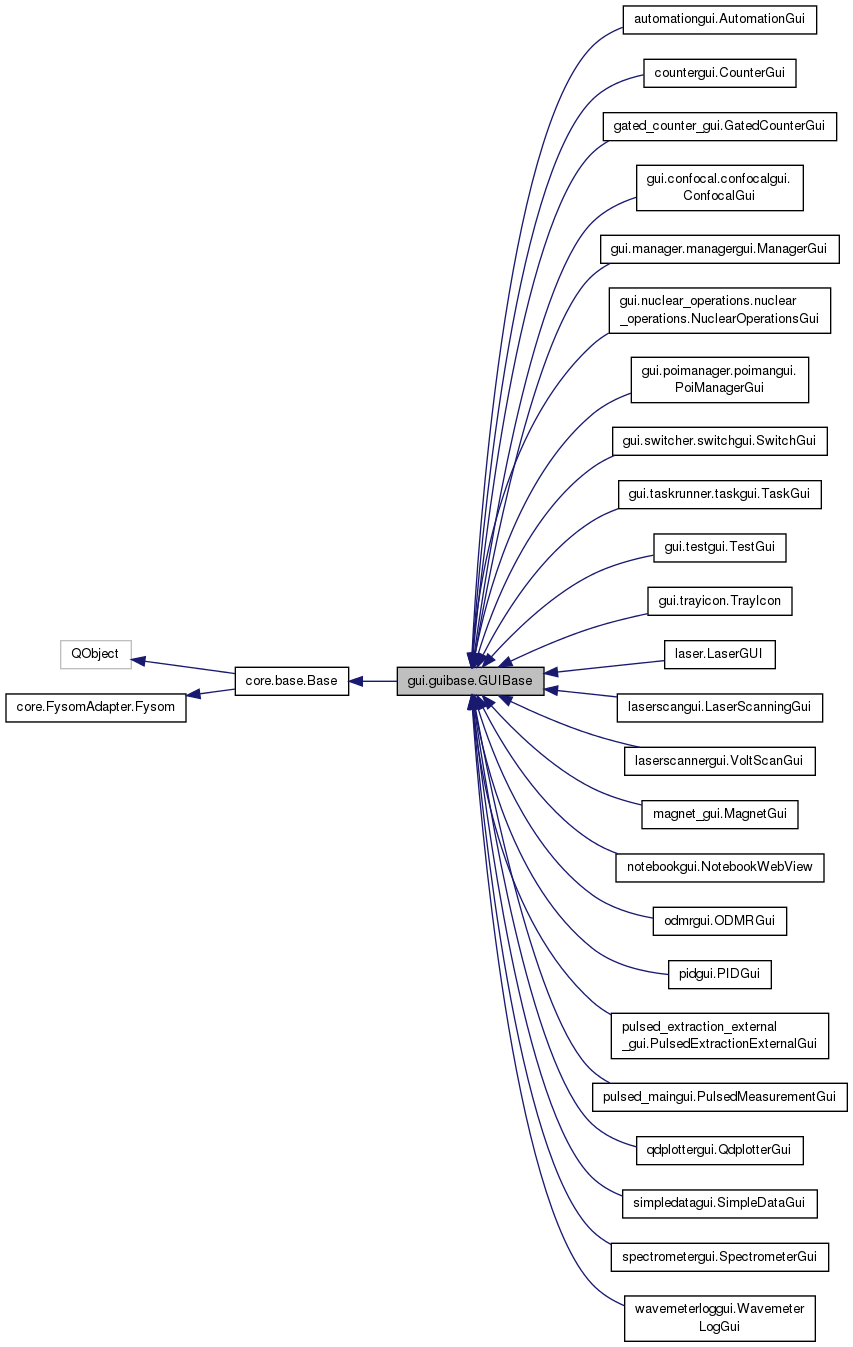 automationgui.AutomationGui
countergui.CounterGui
gated_counter_gui.GatedCounterGui
gui.confocal.confocalgui.
ConfocalGui
gui.manager.managergui.ManagerGui
gui.nuclear_operations.nuclear
_operations.NuclearOperationsGui
gui.poimanager.poimangui.
PoiManagerGui
gui.switcher.switchgui.SwitchGui
gui.taskrunner.taskgui.TaskGui
gui.testgui.TestGui
gui.trayicon.TrayIcon
QObject
core.FysomAdapter.Fysom
core.base.Base
gui.guibase.GUIBase
laser.LaserGUI
laserscangui.LaserScanningGui
laserscannergui.VoltScanGui
magnet_gui.MagnetGui
notebookgui.NotebookWebView
odmrgui.ODMRGui
pidgui.PIDGui
pulsed_extraction_external
_gui.PulsedExtractionExternalGui
pulsed_maingui.PulsedMeasurementGui
qdplottergui.QdplotterGui
simpledatagui.SimpleDataGui
spectrometergui.SpectrometerGui
wavemeterloggui.Wavemeter
LogGui